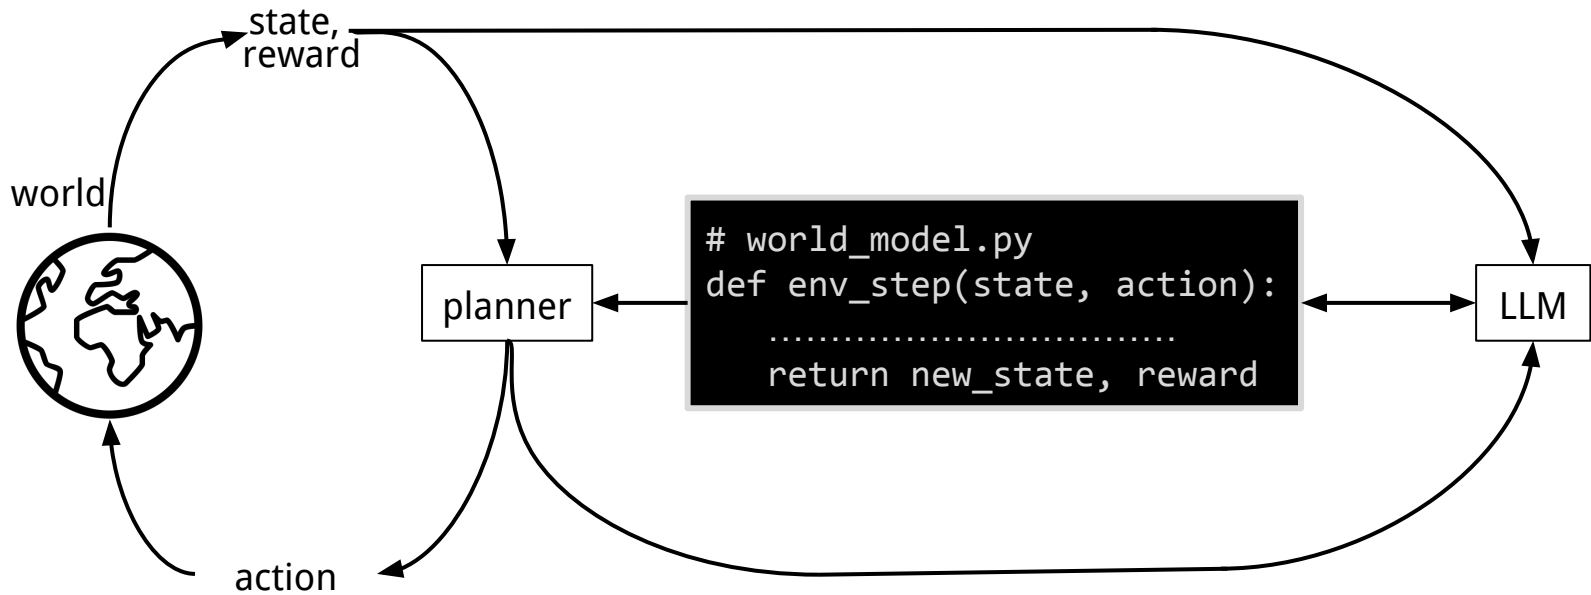 state,
reward
world
planner
# world_model.py
def env_step(state, action):
.................................
return new_state, reward
LLM
action